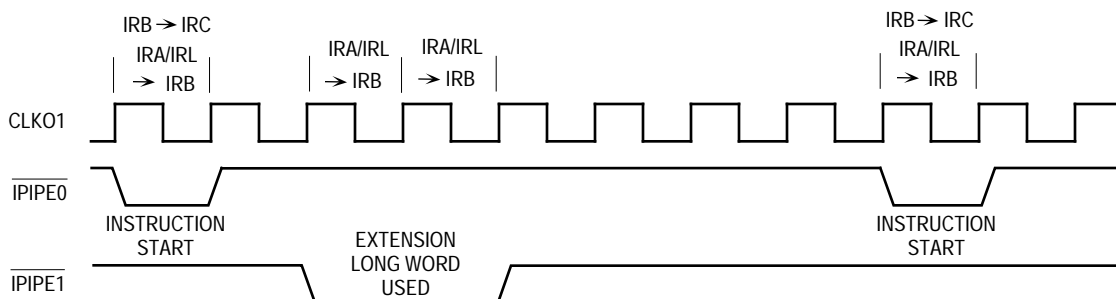 IRB → IRC
IRA/IRL
→ IRB
IRA/IRL
→ IRB
IRA/IRL
→ IRB
IRB → IRC
IRA/IRL
→ IRB
CLKO1
IPIPE0
INSTRUCTION
START
INSTRUCTION
START
IPIPE1
EXTENSION
LONG WORD
USED